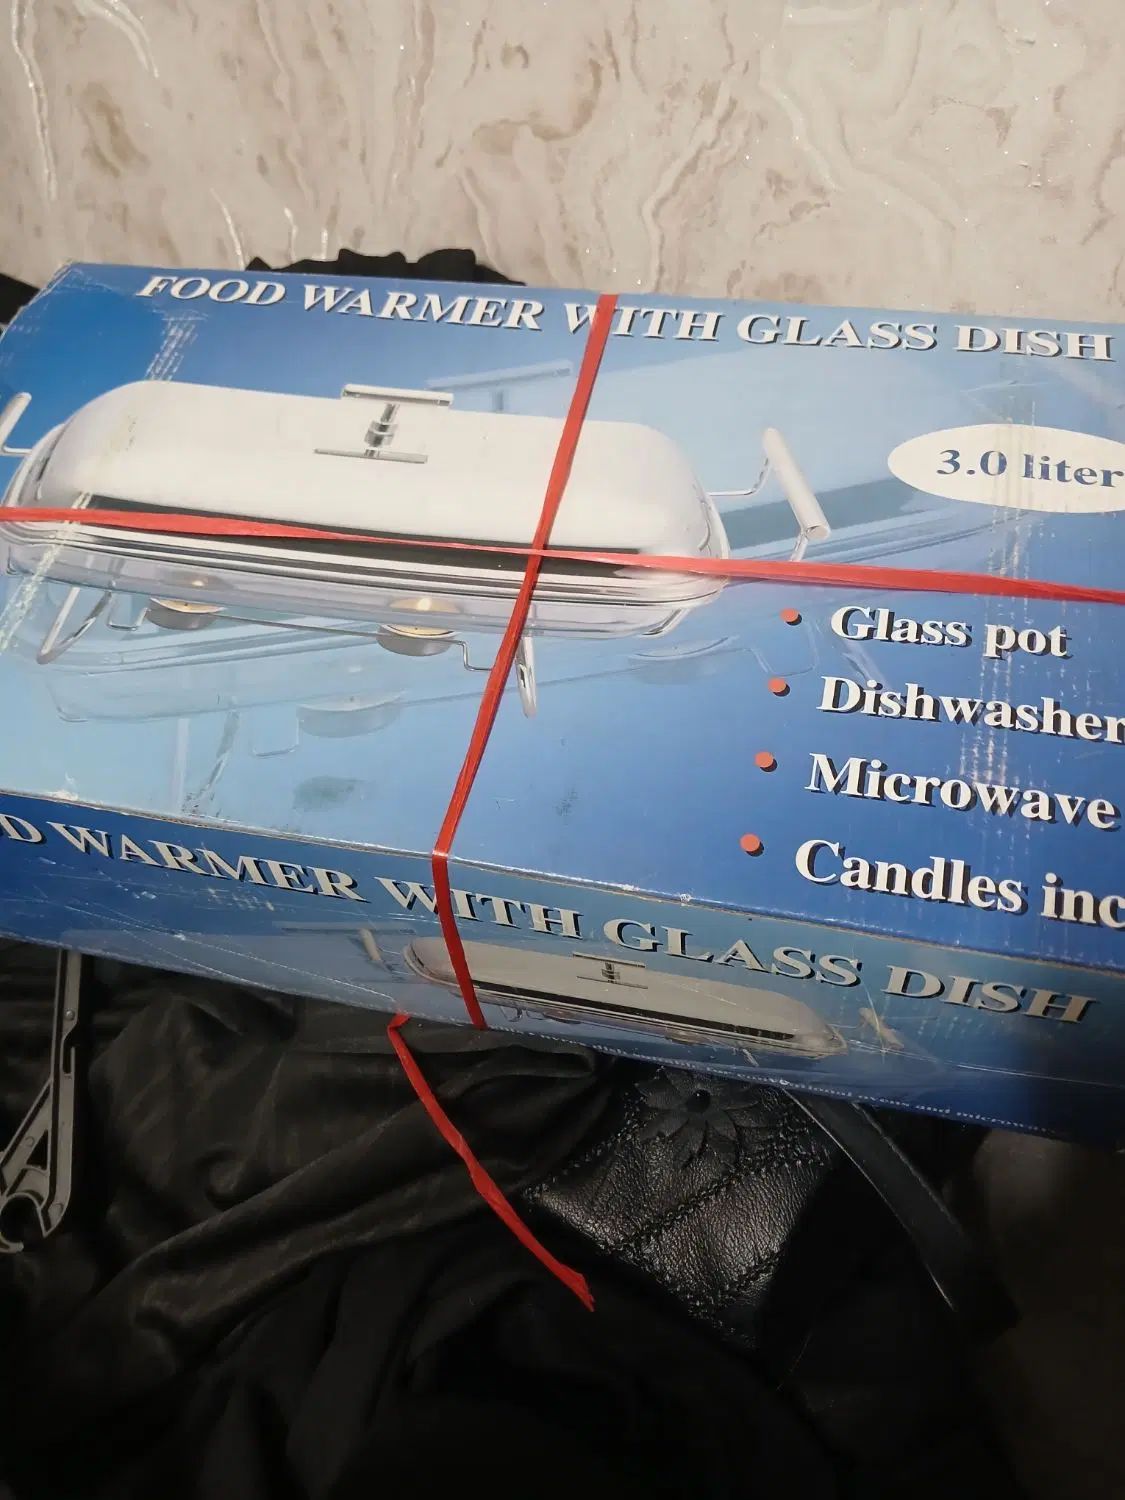 FOOD WARMER WITH GLASS DISH
3.0 liter
Glass pot
Dishwasher
Microwave
Candles inc
D WARMER WITH GLASS DISH